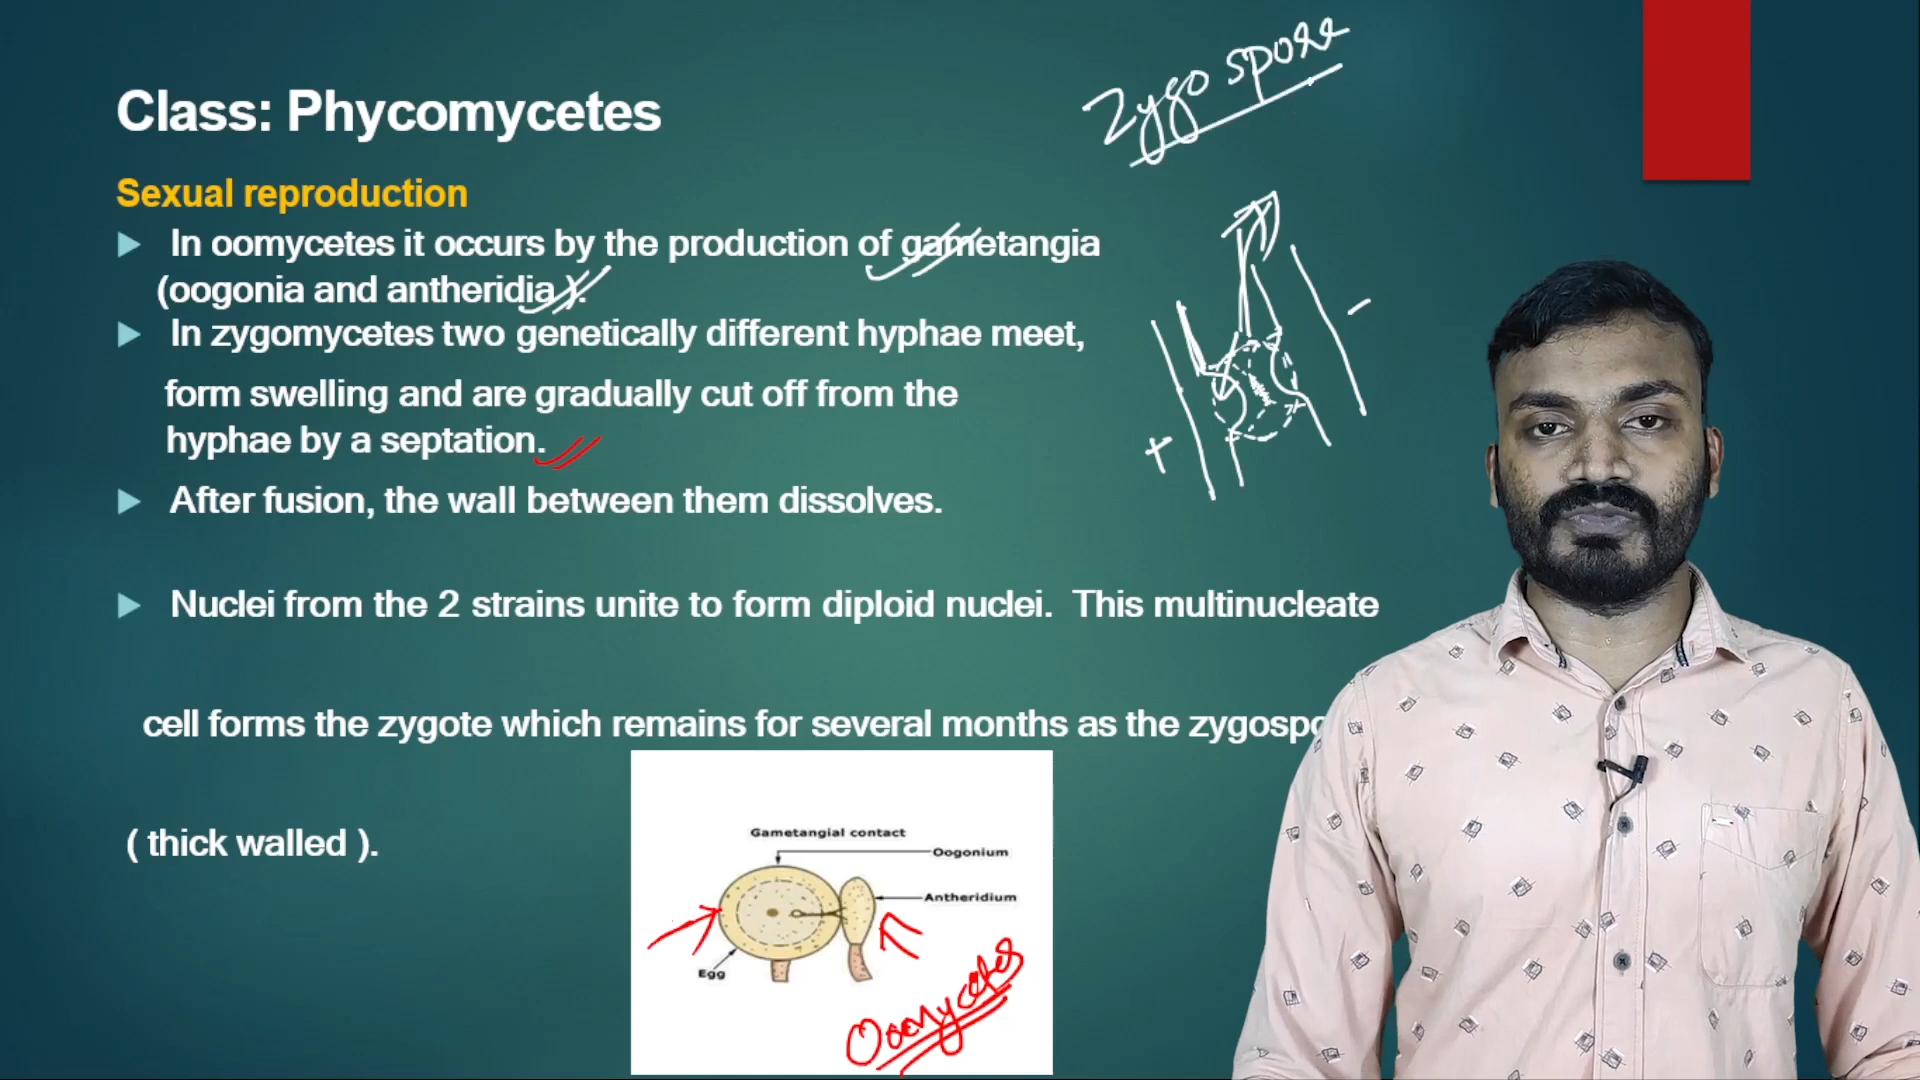 Zygospore
Class: Phycomycetes
Sexual reproduction
In oomycetes it occurs by the production of gametangia
(oogonia and antheridia ).
In zygomycetes two genetically different hyphae meet,
form swelling and are gradually cut off from the
hyphae by a septation.
+
-
After fusion, the wall between them dissolves.
Nuclei from the 2 strains unite to form diploid nuclei. This multinucleate
cell forms the zygote which remains for several months as the
( thick walled ).
Gametangial contact
Oogonium
Antheridium
Egg
Oomycetes